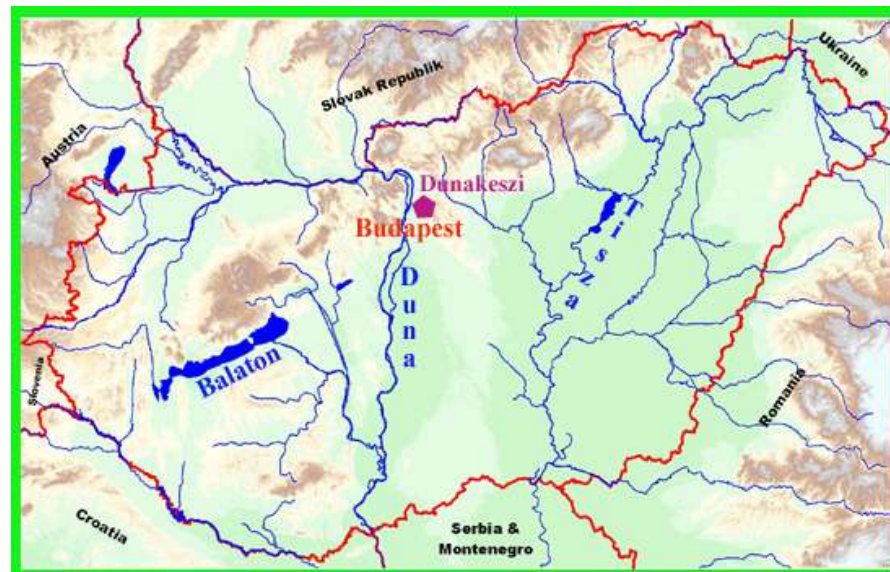 Ukraine
Slovak Republik
Austria
Dunakeszi
Budapest
Tisza
Duna
Balaton
Slovenia
Romania
Croatia
Serbia &
Montenegro